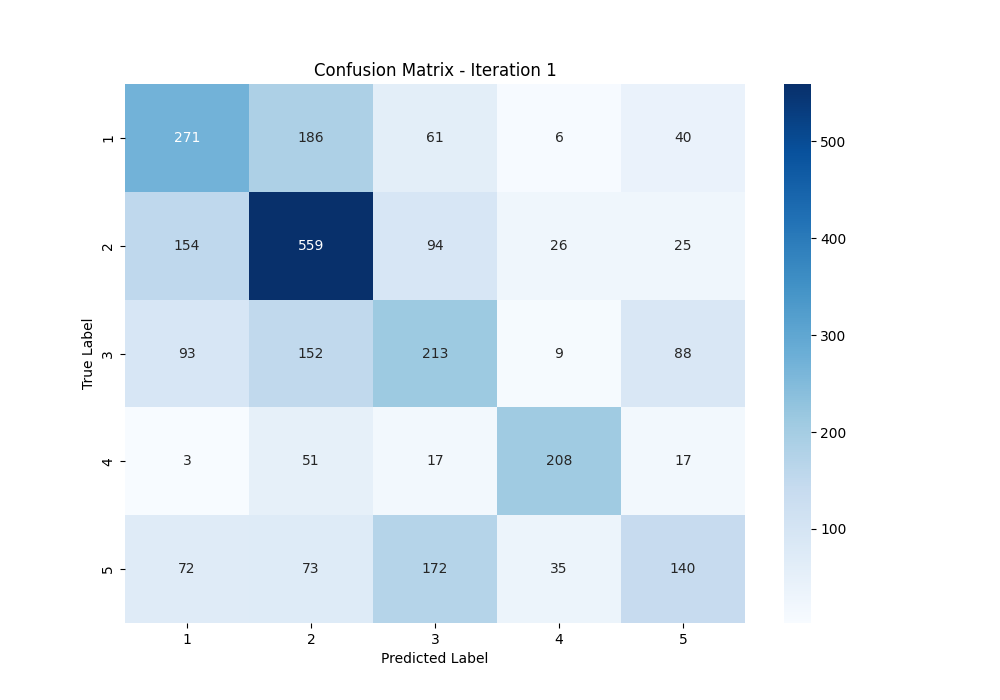 Confusion Matrix - Iteration 1
True Label
1 271 186 61 6 40
2 154 559 94 26 25
3 93 152 213 9 88
4 3 51 17 208 17
5 72 73 172 35 140
1 2 3 4 5
Predicted Label
500
400
300
200
100